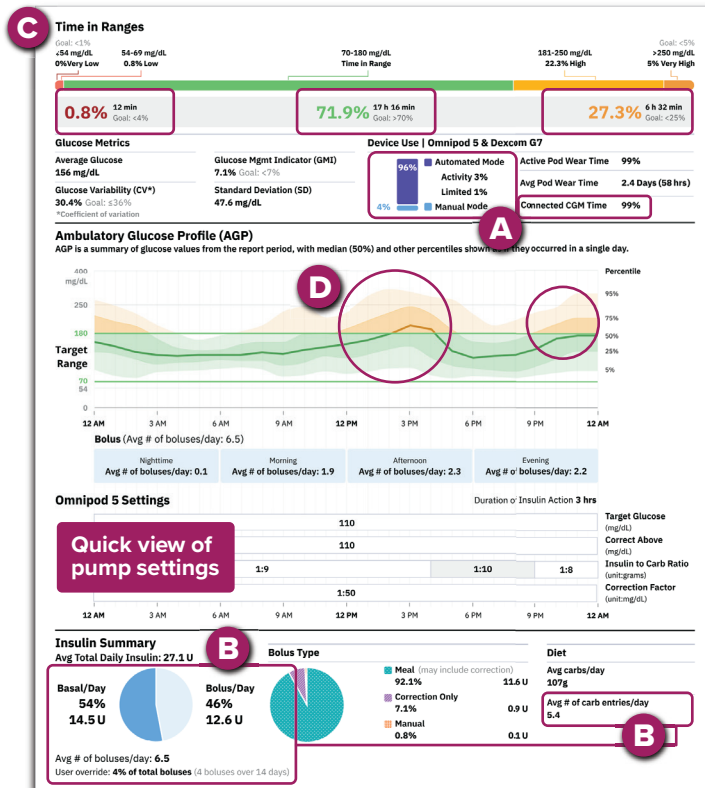 C
Time in Ranges
Goal: <1%
<54 mg/dL
0%Very Low
54-69 mg/dL
0.8% Low
70-180 mg/dL
Time in Range
181-250 mg/dL
22.3% High
Goal: <5%
>250 mg/dL
5% Very High
0.8%
12 min
Goal: <4%
71.9%
17 h 16 min
Goal: >70%
27.3%
6 h 32 min
Goal: <25%
Glucose Metrics
Average Glucose
156 mg/dL
Glucose Mgmt Indicator (GMI)
7.1% Goal: <7%
Glucose Variability (CV*)
30.4% Goal: ≤36%
*Coefficient of variation
Standard Deviation (SD)
47.6 mg/dL
Device Use | Omnipod 5 & Dexcom G7
96%
4%
Automated Mode
Activity 3%
Limited 1%
Manual Mode
A
Active Pod Wear Time 99%
Avg Pod Wear Time 2.4 Days (58 hrs)
Connected CGM Time 99%
Ambulatory Glucose Profile (AGP)
AGP is a summary of glucose values from the report period, with median (50%) and other percentiles shown they occurred in a single day.
D
400
mg/dL
250
180
Target
Range
70
54
0
Percentile
95%
75%
50%
25%
5%
12 AM 3 AM 6 AM 9 AM 12 PM 3 PM 6 PM 9 PM 12 AM
Bolus (Avg # of boluses/day: 6.5)
Nighttime
Avg # of boluses/day: 0.1
Morning
Avg # of boluses/day: 1.9
Afternoon
Avg # of boluses/day: 2.3
Evening
Avg # of boluses/day: 2.2
Omnipod 5 Settings
Duration of Insulin Action 3 hrs
Quick view of
pump settings
110
Target Glucose
(mg/dL)
110
Correct Above
(mg/dL)
1:9 1:10 1:8
Insulin to Carb Ratio
(unit:grams)
1:50
Correction Factor
(unit:mg/dL)
12 AM 3 AM 6 AM 9 AM 12 PM 3 PM 6 PM 9 PM 12 AM
Insulin Summary
Avg Total Daily Insulin: 27.1 U
B
Basal/Day
54%
14.5 U
Bolus/Day
46%
12.6 U
Avg # of boluses/day: 6.5
User override: 4% of total boluses (4 boluses over 14 days)
Bolus Type
Meal (may include correction)
92.1% 11.6 U
Correction Only
7.1% 0.9 U
Manual
0.8% 0.1 U
Diet
Avg carbs/day
107g
Avg # of carb entries/day
5.4
B